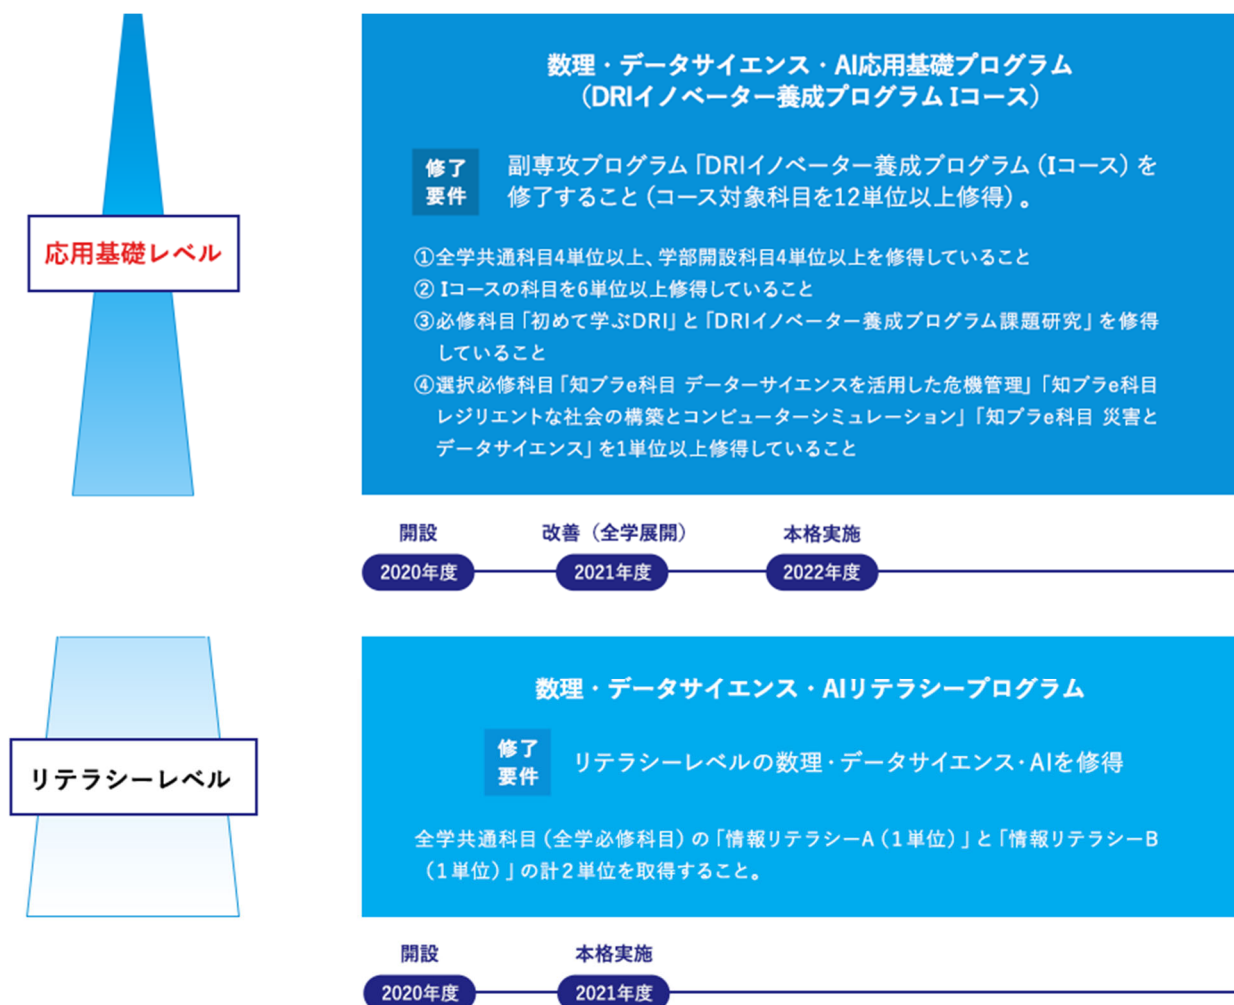 数理・データサイエンス・AI応用基礎プログラム
（DRIイノベーター養成プログラム Iコース）
修了
要件
副専攻プログラム「DRIイノベーター養成プログラム（Iコース）を
修了すること（コース対象科目を12単位以上修得）。
応用基礎レベル
①全学共通科目4単位以上、学部開設科目4単位以上を修得していること
② Iコースの科目を6単位以上修得していること
③必修科目「初めて学ぶDRI」と「DRIイノベーター養成プログラム課題研究」を修得
していること
④選択必修科目「知プラe科目 データーサイエンスを活用した危機管理」「知プラe科目
レジリエントな社会の構築とコンピューターシミュレーション」「知プラe科目 災害と
データサイエンス」を1単位以上修得していること
開設
改善（全学展開）
本格実施
2020年度
2021年度
2022年度
数理・データサイエンス・AIリテラシープログラム
修了
要件
リテラシーレベルの数理・データサイエンス・AIを修得
リテラシーレベル
全学共通科目（全学必修科目）の「情報リテラシーA（1単位）」と「情報リテラシーB
（1単位）」の計2単位を取得すること。
開設
本格実施
2020年度
2021年度